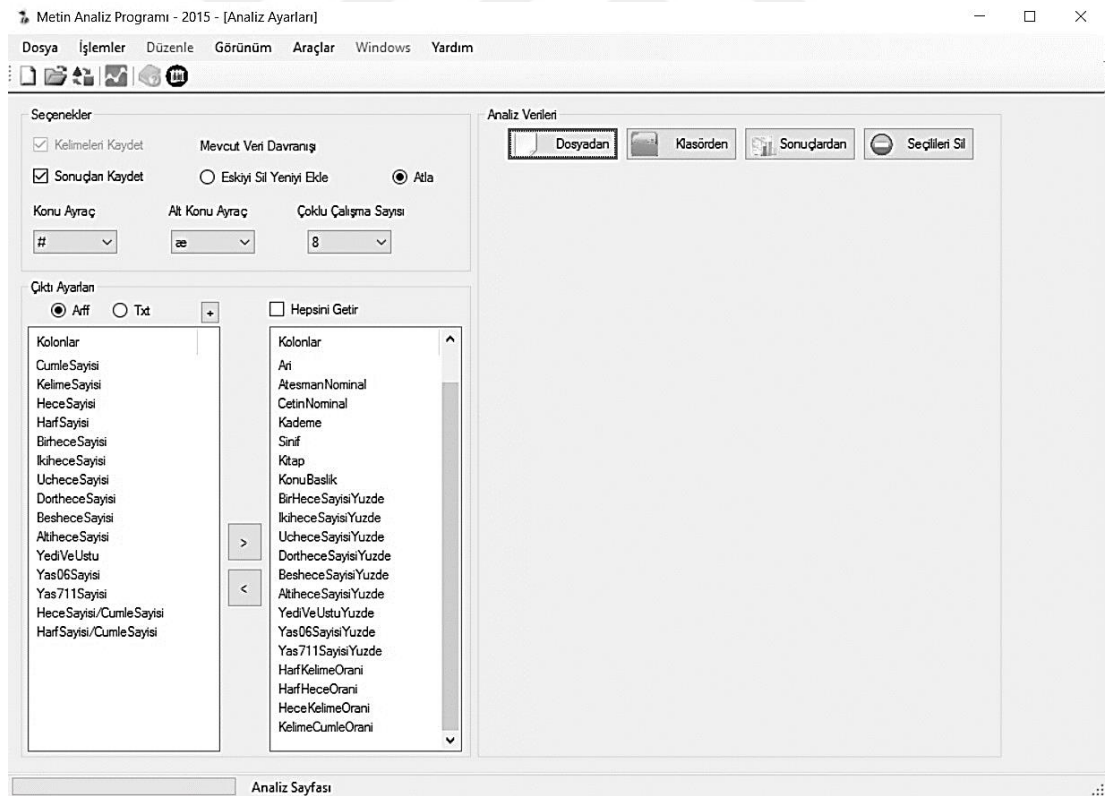 Metin Analiz Programı - 2015 - [Analiz Ayarları]
Dosya İşlemler Düzenle Görünüm Araçlar Windows Yardım
Seçenekler
Kelimeleri Kaydet Mevcut Veri Davranışı
Sonuçları Kaydet Eskiyi Sil Yeniyi Ekle Atla
Konu Ayraç Alt Konu Ayraç Çoklu Çalışma Sayısı
# æ 8
Çıktı Ayarları
Arff Txt + Hepsini Getir
Kolonlar
CumleSayisi
KelimeSayisi
HeceSayisi
HarfSayisi
BirheceSayisi
IkiheceSayisi
UcheceSayisi
DortheceSayisi
BesheceSayisi
AltiheceSayisi
YediVeUstu
Yas06Sayisi
Yas711Sayisi
HeceSayisi/CumleSayisi
HarfSayisi/CumleSayisi
>
<
Kolonlar
Ari
AtesmanNominal
CetinNominal
Kademe
Sinif
Kitap
KonuBaslik
BirHeceSayisiYuzde
IkiheceSayisiYuzde
UcheceSayisiYuzde
DortheceSayisiYuzde
BesheceSayisiYuzde
AltiheceSayisiYuzde
YediVeUstuYuzde
Yas06SayisiYuzde
Yas711SayisiYuzde
HarfKelimeOrani
HarfHeceOrani
HeceKelimeOrani
KelimeCumleOrani
Analiz Verileri
Dosyadan Klasörden Sonuçlardan Seçilileri Sil
Analiz Sayfası